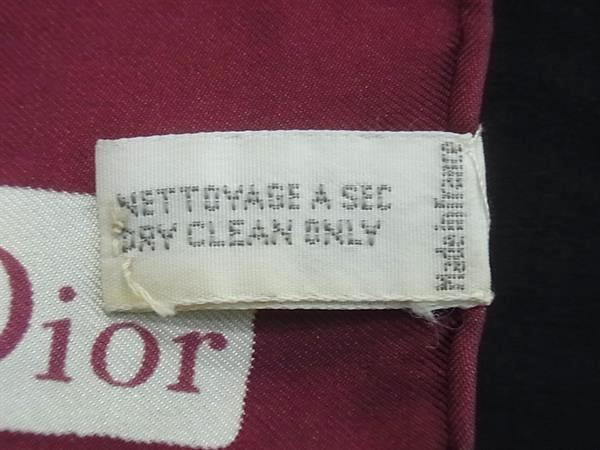 NETTOYAGE A SEC
DRY CLEAN ONLY
Made in france
Dior